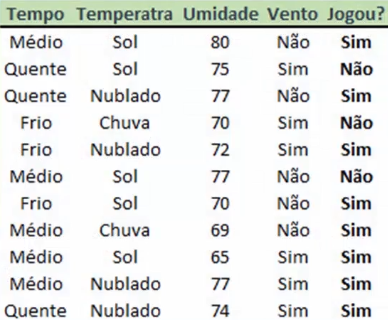 Tempo Temperatra Umidade Vento Jogou?
Médio Sol 80 Não Sim
Quente Sol 75 Sim Não
Quente Nublado 77 Não Sim
Frio Chuva 70 Sim Não
Frio Nublado 72 Sim Sim
Médio Sol 77 Não Não
Frio Sol 70 Não Sim
Médio Chuva 69 Não Sim
Médio Sol 65 Sim Sim
Médio Nublado 77 Sim Sim
Quente Nublado 74 Sim Sim